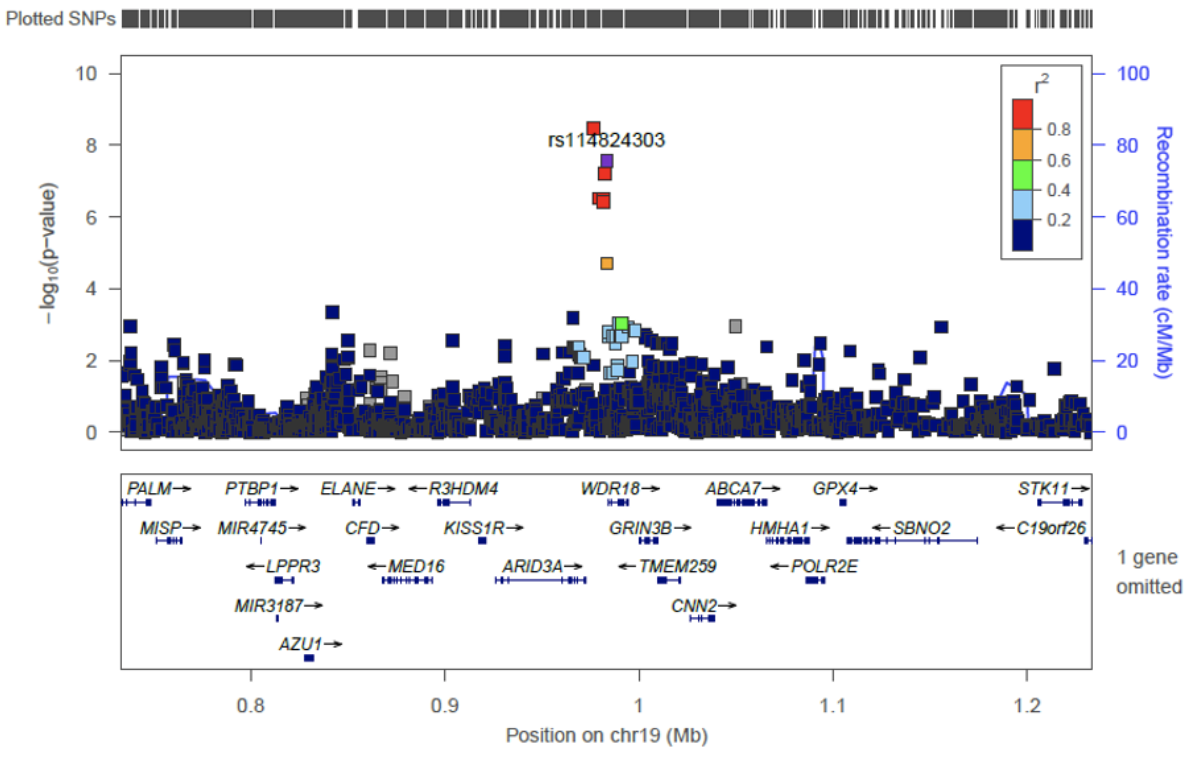 Plotted SNPs
10
8
6
4
2
0
−log10(p−value)
100
80
60
40
20
0
Recombination rate (cM/Mb)
r2
0.8
0.6
0.4
0.2
rs114824303
PALM→ PTBP1→ ELANE→ ←R3HDM4 WDR18→ ABCA7→ GPX4→ STK11→
MISP→ MIR4745→ CFD→ KISS1R→ GRIN3B→ HMHA1→ ←SBNO2 ←C19orf26
←LPPR3 ←MED16 ARID3A→ ←TMEM259 ←POLR2E
MIR3187→ CNN2→
AZU1→
1 gene
omitted
0.8 0.9 1 1.1 1.2
Position on chr19 (Mb)